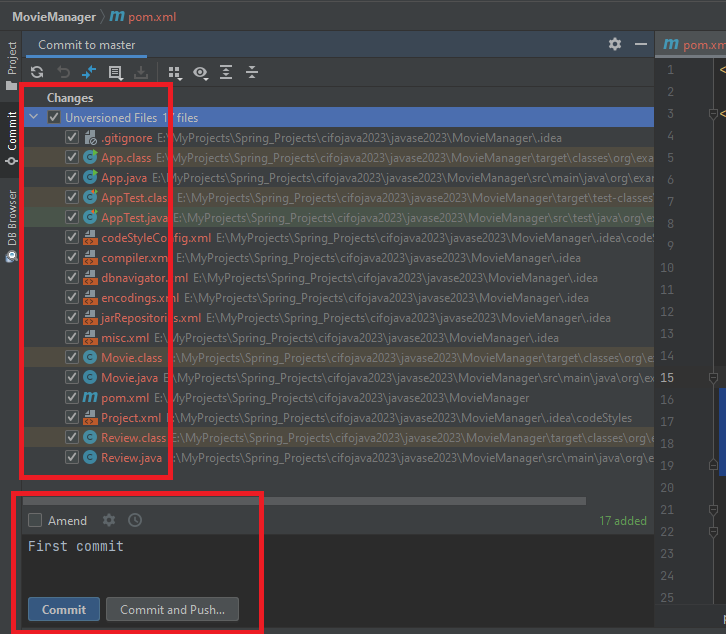 MovieManager pom.xml
Project
Commit
DB Browser
Commit to master
Changes
Unversioned Files 17 files
.gitignore E:\MyProjects\Spring_Projects\cifojava2023\javase2023\MovieManager\.idea
App.class E:\MyProjects\Spring_Projects\cifojava2023\javase2023\MovieManager\target\classes\org\exa
App.java E:\MyProjects\Spring_Projects\cifojava2023\javase2023\MovieManager\src\main\java\org\exan
AppTest.class E:\MyProjects\Spring_Projects\cifojava2023\javase2023\MovieManager\target\test-classes
AppTest.java E:\MyProjects\Spring_Projects\cifojava2023\javase2023\MovieManager\src\test\java\org\ex
codeStyleConfig.xml E:\MyProjects\Spring_Projects\cifojava2023\javase2023\MovieManager\.idea\codeS
compiler.xml E:\MyProjects\Spring_Projects\cifojava2023\javase2023\MovieManager\.idea
dbnavigator.xml E:\MyProjects\Spring_Projects\cifojava2023\javase2023\MovieManager\.idea
encodings.xml E:\MyProjects\Spring_Projects\cifojava2023\javase2023\MovieManager\.idea
jarRepositories.xml E:\MyProjects\Spring_Projects\cifojava2023\javase2023\MovieManager\.idea
misc.xml E:\MyProjects\Spring_Projects\cifojava2023\javase2023\MovieManager\.idea
Movie.class E:\MyProjects\Spring_Projects\cifojava2023\javase2023\MovieManager\target\classes\org\e
Movie.java E:\MyProjects\Spring_Projects\cifojava2023\javase2023\MovieManager\src\main\java\org\ex
pom.xml E:\MyProjects\Spring_Projects\cifojava2023\javase2023\MovieManager
Project.xml E:\MyProjects\Spring_Projects\cifojava2023\javase2023\MovieManager\.idea\codeStyles
Review.class E:\MyProjects\Spring_Projects\cifojava2023\javase2023\MovieManager\target\classes\org\
Review.java E:\MyProjects\Spring_Projects\cifojava2023\javase2023\MovieManager\src\main\java\org\e
Amend
17 added
First commit
Commit
Commit and Push...
pom.xm
1
2
3
4
5
6
7
8
9
10
11
12
13
14
15
16
17
18
19
20
21
22
23
24
25